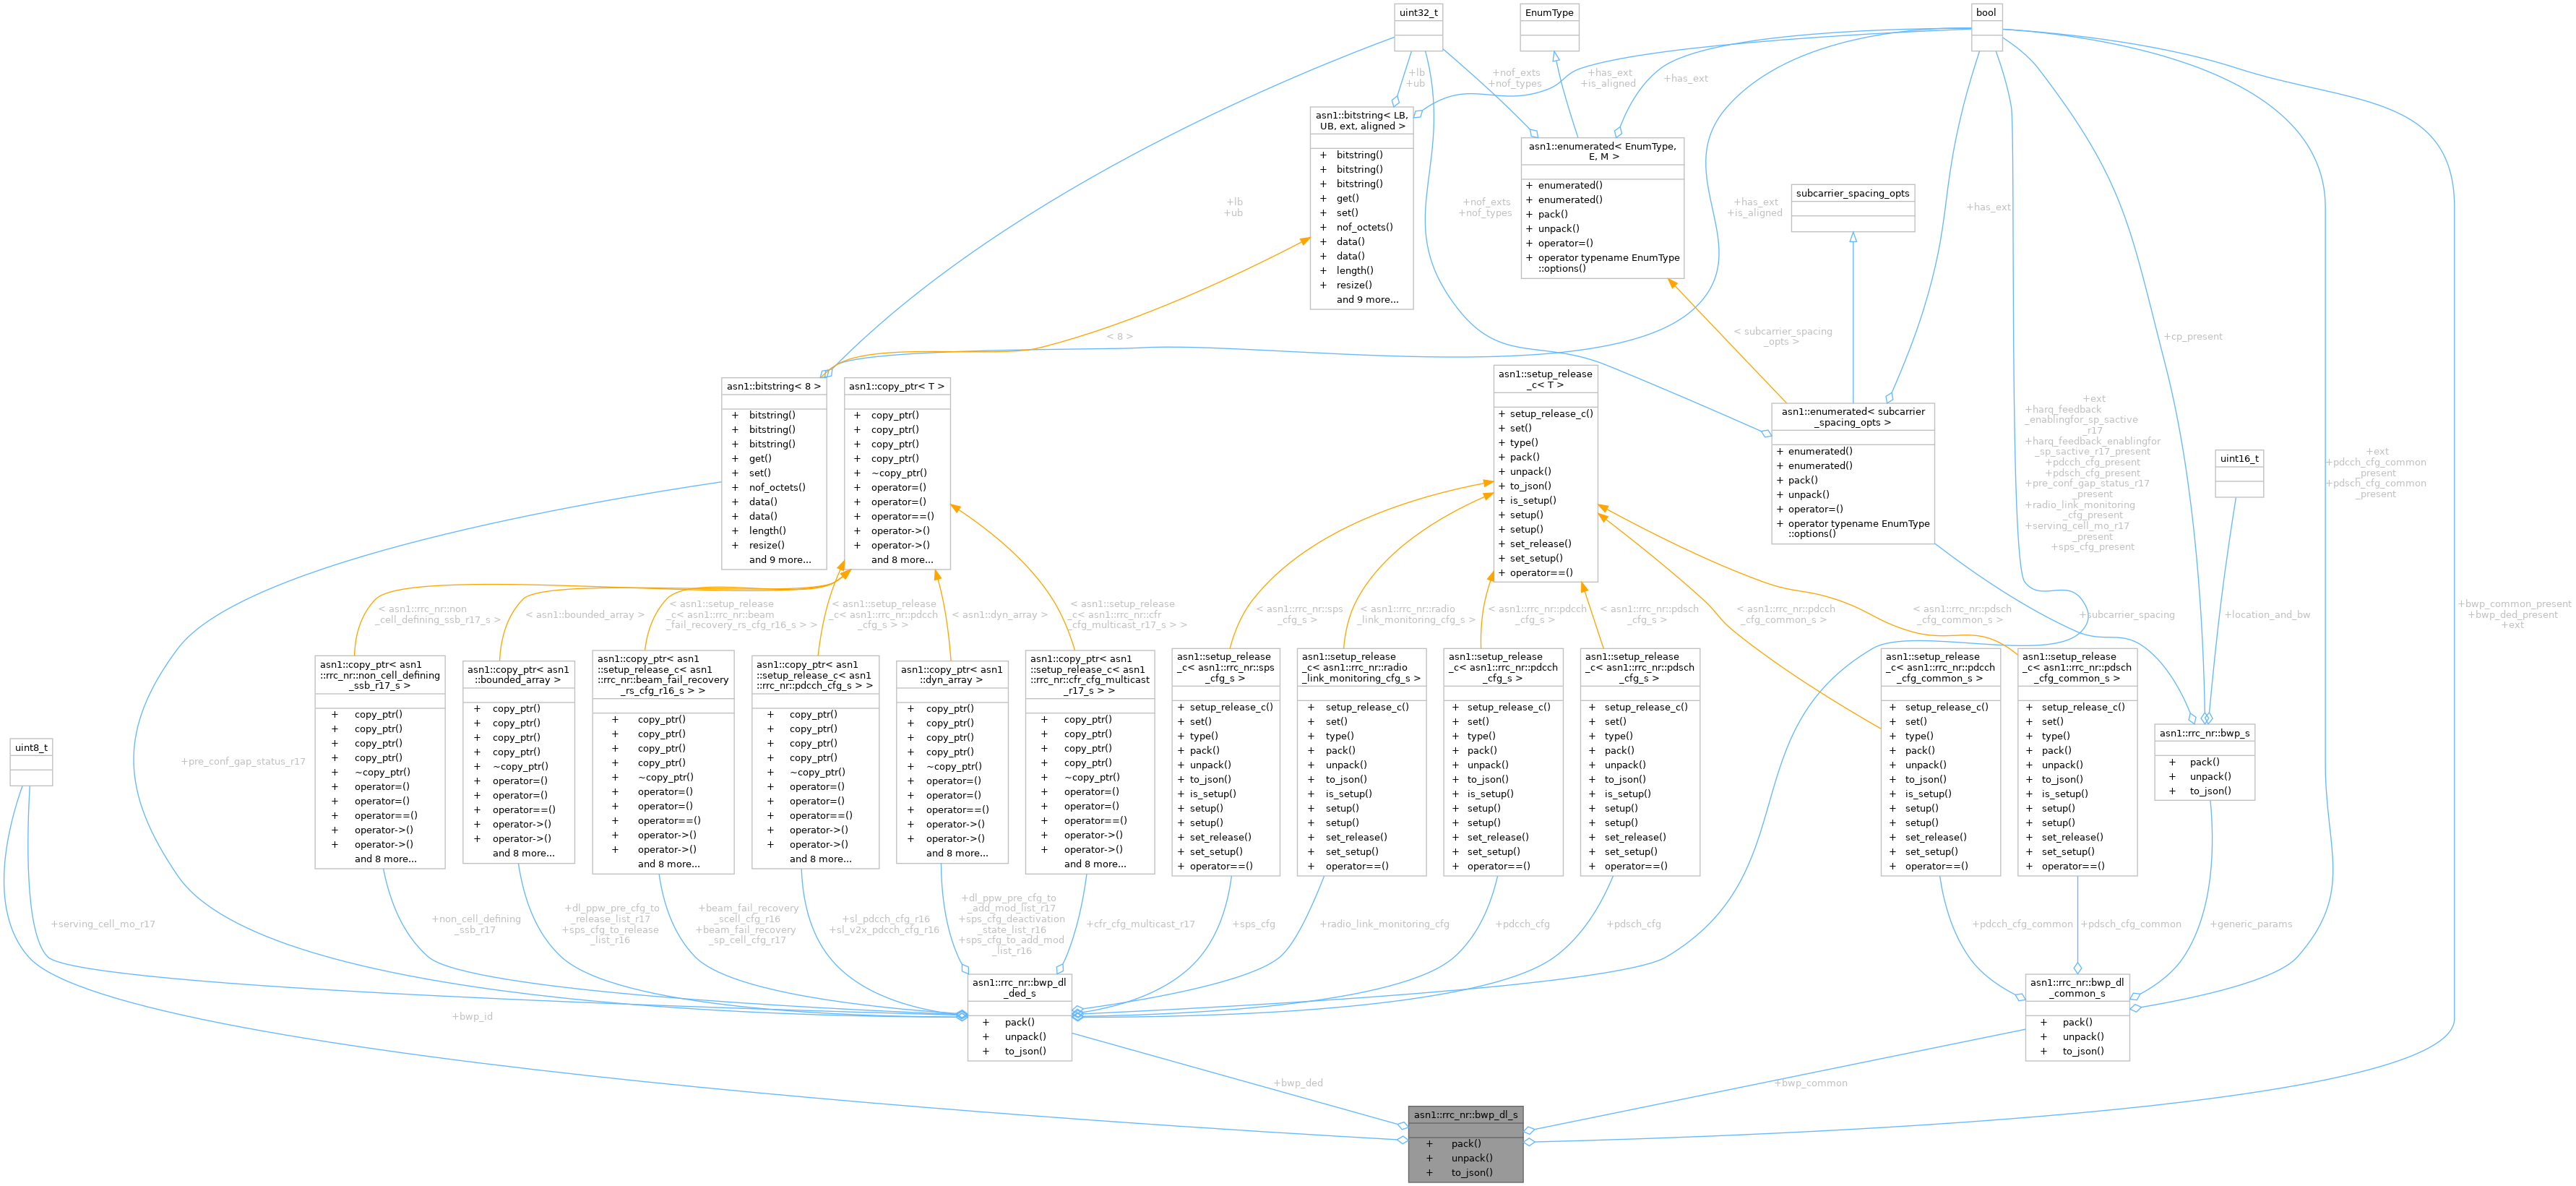 uint32_t
EnumType
bool
+lb
+ub
+nof_exts
+nof_types
+has_ext
+is_aligned
+has_ext
asn1::bitstring< LB,
UB, ext, aligned >
+ bitstring()
+ bitstring()
+ bitstring()
+ get()
+ set()
+ nof_octets()
+ data()
+ data()
+ length()
+ resize()
and 9 more...
asn1::enumerated< EnumType,
E, M >
+ enumerated()
+ enumerated()
+ pack()
+ unpack()
+ operator=()
+ operator typename EnumType
::options()
subcarrier_spacing_opts
+lb
+ub
+nof_exts
+nof_types
+has_ext
+is_aligned
+has_ext
< 8 >
< subcarrier_spacing
_opts >
+cp_present
asn1::bitstring< 8 >
+ bitstring()
+ bitstring()
+ bitstring()
+ get()
+ set()
+ nof_octets()
+ data()
+ data()
+ length()
+ resize()
and 9 more...
asn1::copy_ptr< T >
+ copy_ptr()
+ copy_ptr()
+ copy_ptr()
+ copy_ptr()
+ ~copy_ptr()
+ operator=()
+ operator=()
+ operator==()
+ operator->()
+ operator->()
and 8 more...
asn1::setup_release
_c< T >
+ setup_release_c()
+ set()
+ type()
+ pack()
+ unpack()
+ to_json()
+ is_setup()
+ setup()
+ setup()
+ set_release()
+ set_setup()
+ operator==()
asn1::enumerated< subcarrier
_spacing_opts >
+ enumerated()
+ enumerated()
+ pack()
+ unpack()
+ operator=()
+ operator typename EnumType
::options()
+ext
+harq_feedback
_enablingfor_sp_sactive
_r17
+harq_feedback_enablingfor
_sp_sactive_r17_present
+pdcch_cfg_present
+pdsch_cfg_present
+pre_conf_gap_status_r17
_present
+radio_link_monitoring
_cfg_present
+serving_cell_mo_r17
_present
+sps_cfg_present
uint16_t
+ext
+pdcch_cfg_common
_present
+pdsch_cfg_common
_present
< asn1::rrc_nr::non
_cell_defining_ssb_r17_s >
< asn1::bounded_array >
< asn1::setup_release
_c< asn1::rrc_nr::beam
_fail_recovery_rs_cfg_r16_s > >
< asn1::setup_release
_c< asn1::rrc_nr::pdcch
_cfg_s > >
< asn1::dyn_array >
< asn1::setup_release
_c< asn1::rrc_nr::cfr
_cfg_multicast_r17_s > >
< asn1::rrc_nr::sps
_cfg_s >
< asn1::rrc_nr::radio
_link_monitoring_cfg_s >
< asn1::rrc_nr::pdcch
_cfg_s >
< asn1::rrc_nr::pdsch
_cfg_s >
< asn1::rrc_nr::pdcch
_cfg_common_s >
< asn1::rrc_nr::pdsch
_cfg_common_s >
+subcarrier_spacing
+location_and_bw
+bwp_common_present
+bwp_ded_present
+ext
uint8_t
+pre_conf_gap_status_r17
asn1::copy_ptr< asn1
::rrc_nr::non_cell_defining
_ssb_r17_s >
+ copy_ptr()
+ copy_ptr()
+ copy_ptr()
+ copy_ptr()
+ ~copy_ptr()
+ operator=()
+ operator=()
+ operator==()
+ operator->()
+ operator->()
and 8 more...
asn1::copy_ptr< asn1
::bounded_array >
+ copy_ptr()
+ copy_ptr()
+ copy_ptr()
+ copy_ptr()
+ ~copy_ptr()
+ operator=()
+ operator=()
+ operator==()
+ operator->()
+ operator->()
and 8 more...
asn1::copy_ptr< asn1
::setup_release_c< asn1
::rrc_nr::beam_fail_recovery
_rs_cfg_r16_s > >
+ copy_ptr()
+ copy_ptr()
+ copy_ptr()
+ copy_ptr()
+ ~copy_ptr()
+ operator=()
+ operator=()
+ operator==()
+ operator->()
+ operator->()
and 8 more...
asn1::copy_ptr< asn1
::setup_release_c< asn1
::rrc_nr::pdcch_cfg_s > >
+ copy_ptr()
+ copy_ptr()
+ copy_ptr()
+ copy_ptr()
+ ~copy_ptr()
+ operator=()
+ operator=()
+ operator==()
+ operator->()
+ operator->()
and 8 more...
asn1::copy_ptr< asn1
::dyn_array >
+ copy_ptr()
+ copy_ptr()
+ copy_ptr()
+ copy_ptr()
+ ~copy_ptr()
+ operator=()
+ operator=()
+ operator==()
+ operator->()
+ operator->()
and 8 more...
asn1::copy_ptr< asn1
::setup_release_c< asn1
::rrc_nr::cfr_cfg_multicast
_r17_s > >
+ copy_ptr()
+ copy_ptr()
+ copy_ptr()
+ copy_ptr()
+ ~copy_ptr()
+ operator=()
+ operator=()
+ operator==()
+ operator->()
+ operator->()
and 8 more...
asn1::setup_release
_c< asn1::rrc_nr::sps
_cfg_s >
+ setup_release_c()
+ set()
+ type()
+ pack()
+ unpack()
+ to_json()
+ is_setup()
+ setup()
+ setup()
+ set_release()
+ set_setup()
+ operator==()
asn1::setup_release
_c< asn1::rrc_nr::radio
_link_monitoring_cfg_s >
+ setup_release_c()
+ set()
+ type()
+ pack()
+ unpack()
+ to_json()
+ is_setup()
+ setup()
+ setup()
+ set_release()
+ set_setup()
+ operator==()
asn1::setup_release
_c< asn1::rrc_nr::pdcch
_cfg_s >
+ setup_release_c()
+ set()
+ type()
+ pack()
+ unpack()
+ to_json()
+ is_setup()
+ setup()
+ setup()
+ set_release()
+ set_setup()
+ operator==()
asn1::setup_release
_c< asn1::rrc_nr::pdsch
_cfg_s >
+ setup_release_c()
+ set()
+ type()
+ pack()
+ unpack()
+ to_json()
+ is_setup()
+ setup()
+ setup()
+ set_release()
+ set_setup()
+ operator==()
asn1::setup_release
_c< asn1::rrc_nr::pdcch
_cfg_common_s >
+ setup_release_c()
+ set()
+ type()
+ pack()
+ unpack()
+ to_json()
+ is_setup()
+ setup()
+ setup()
+ set_release()
+ set_setup()
+ operator==()
asn1::setup_release
_c< asn1::rrc_nr::pdsch
_cfg_common_s >
+ setup_release_c()
+ set()
+ type()
+ pack()
+ unpack()
+ to_json()
+ is_setup()
+ setup()
+ setup()
+ set_release()
+ set_setup()
+ operator==()
asn1::rrc_nr::bwp_s
+ pack()
+ unpack()
+ to_json()
+serving_cell_mo_r17
+non_cell_defining
_ssb_r17
+dl_ppw_pre_cfg_to
_release_list_r17
+sps_cfg_to_release
_list_r16
+beam_fail_recovery
_scell_cfg_r16
+beam_fail_recovery
_sp_cell_cfg_r17
+sl_pdcch_cfg_r16
+sl_v2x_pdcch_cfg_r16
+dl_ppw_pre_cfg_to
_add_mod_list_r17
+sps_cfg_deactivation
_state_list_r16
+sps_cfg_to_add_mod
_list_r16
+cfr_cfg_multicast_r17
+sps_cfg
+radio_link_monitoring_cfg
+pdcch_cfg
+pdsch_cfg
+pdcch_cfg_common
+pdsch_cfg_common
+generic_params
+bwp_id
asn1::rrc_nr::bwp_dl
_ded_s
+ pack()
+ unpack()
+ to_json()
asn1::rrc_nr::bwp_dl
_common_s
+ pack()
+ unpack()
+ to_json()
+bwp_ded
+bwp_common
asn1::rrc_nr::bwp_dl_s
+ pack()
+ unpack()
+ to_json()